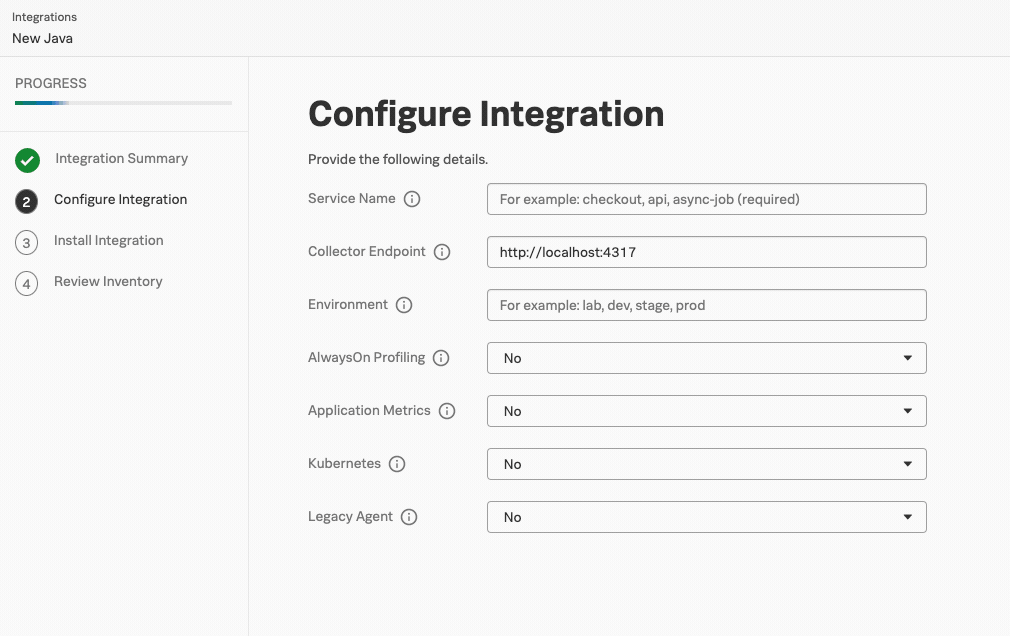 Integrations
New Java
PROGRESS
Integration Summary
2 Configure Integration
3 Install Integration
4 Review Inventory
Configure Integration
Provide the following details.
Service Name For example: checkout, api, async-job (required)
Collector Endpoint http://localhost:4317
Environment For example: lab, dev, stage, prod
AlwaysOn Profiling No
Application Metrics No
Kubernetes No
Legacy Agent No